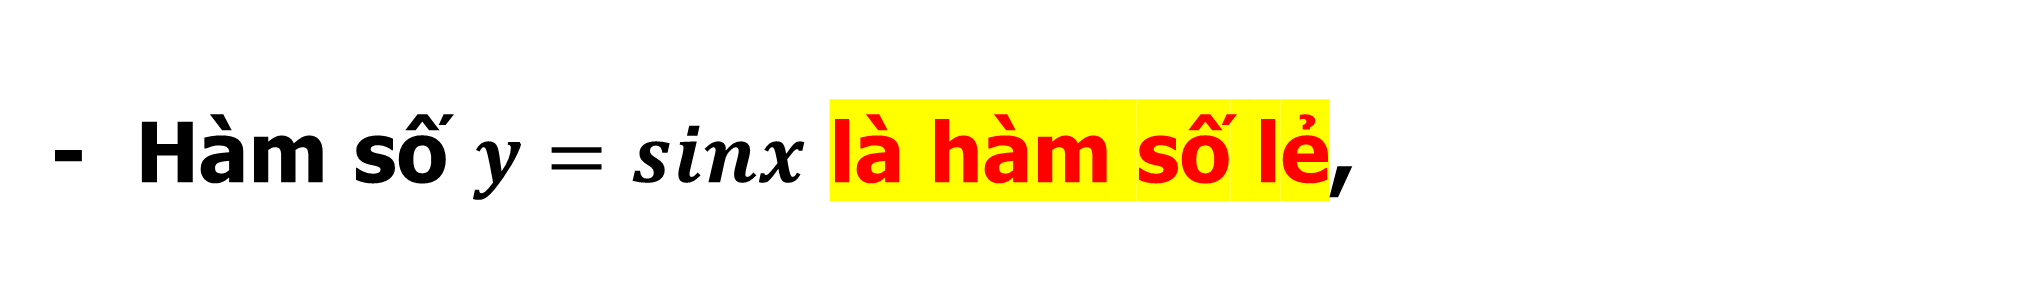 - Hàm số y = sinx là hàm số lẻ,